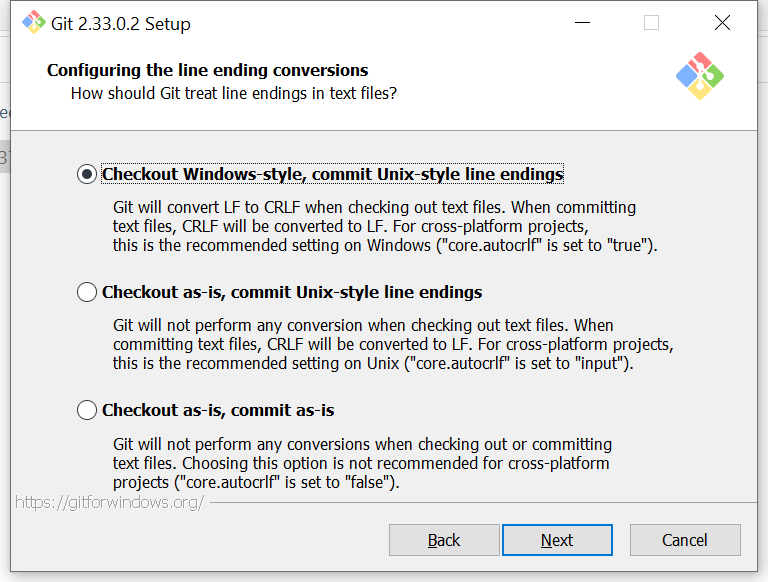 Git 2.33.0.2 Setup
Configuring the line ending conversions
How should Git treat line endings in text files?
Checkout Windows-style, commit Unix-style line endings
Git will convert LF to CRLF when checking out text files. When committing
text files, CRLF will be converted to LF. For cross-platform projects,
this is the recommended setting on Windows ("core.autocrlf" is set to "true").
Checkout as-is, commit Unix-style line endings
Git will not perform any conversion when checking out text files. When
committing text files, CRLF will be converted to LF. For cross-platform projects,
this is the recommended setting on Unix ("core.autocrlf" is set to "input").
Checkout as-is, commit as-is
Git will not perform any conversions when checking out or committing
text files. Choosing this option is not recommended for cross-platform
projects ("core.autocrlf" is set to "false").
https://gitforwindows.org/
Back Next Cancel